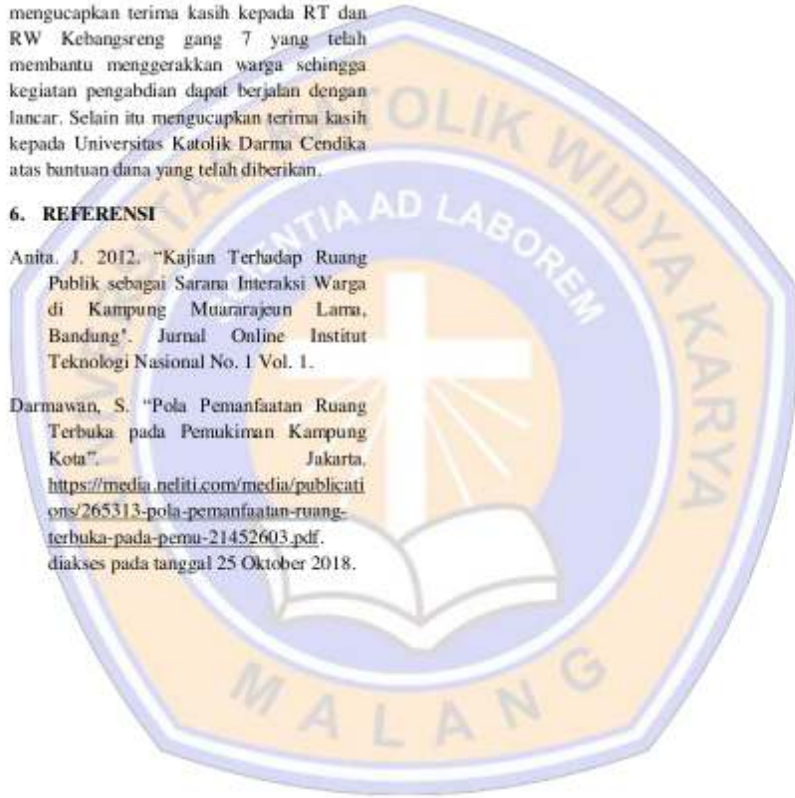 mengucapkan terima kasih kepada RT dan
RW Kebangsreng gang 7 yang telah
membantu menggerakkan warga sehingga
kegiatan pengabdian dapat berjalan dengan
lancar. Selain itu mengucapkan terima kasih
kepada Universitas Katolik Darma Cendika
atas bantuan dana yang telah diberikan.
6. REFERENSI
Anita. J. 2012. “Kajian Terhadap Ruang
Publik sebagai Sarana Interaksi Warga
di Kampung Muararajeun Lama,
Bandung’. Jurnal Online Institut
Teknologi Nasional No. 1 Vol. 1.
Darmawan, S. “Pola Pemanfaatan Ruang
Terbuka pada Pemukiman Kampung
Kota”. Jakarta.
https://media.neliti.com/media/publicati
ons/265313-pola-pemanfaatan-ruang-
terbuka-pada-pemu-21452603.pdf.
diakses pada tanggal 25 Oktober 2018.
UNIVERSITAS KATOLIK WIDYA KARYA
SCIENTIA AD LABOREM
MALANG